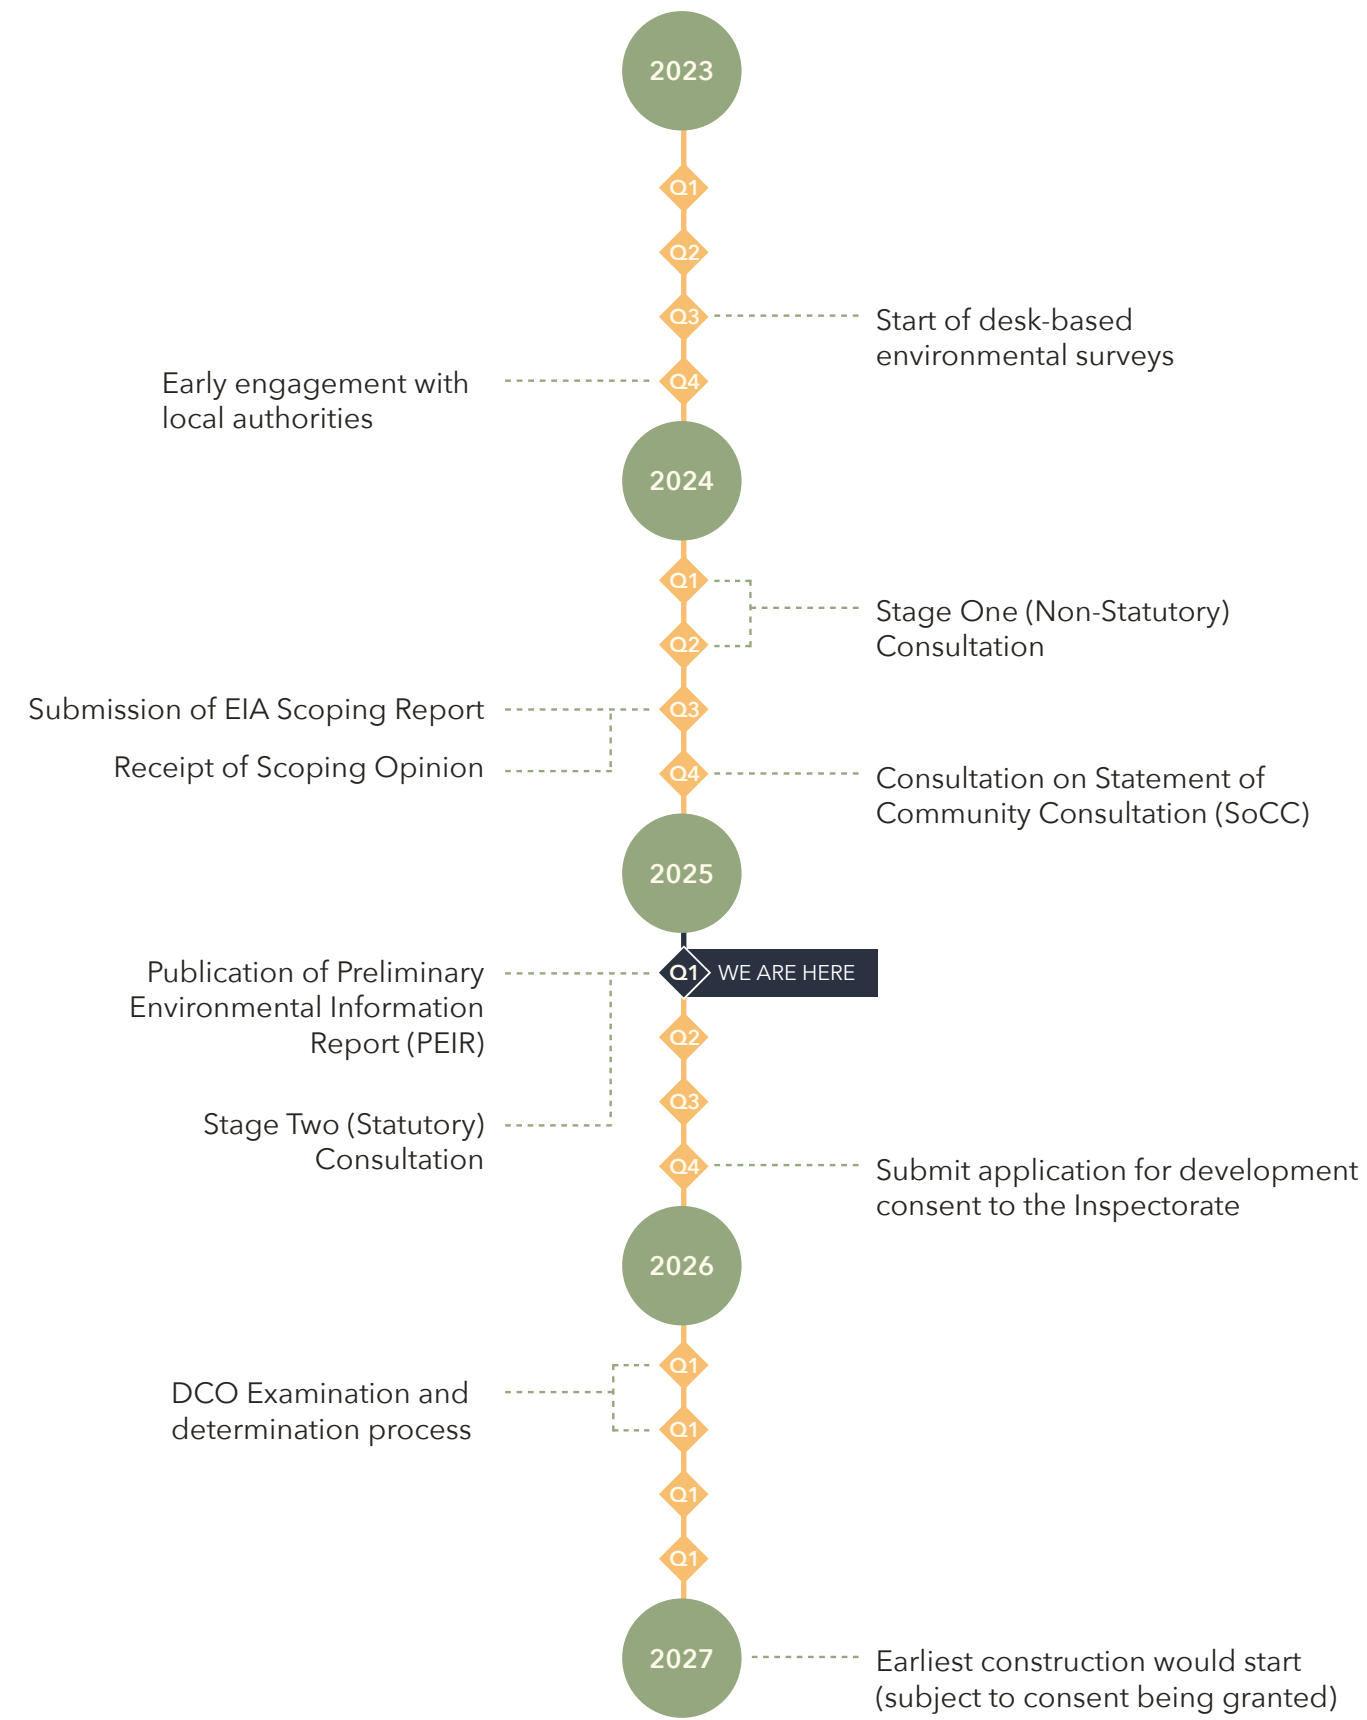 2023
Q1
Q2
Q3
Start of desk-based
environmental surveys
Q4
Early engagement with
local authorities
2024
Q1
Q2
Stage One (Non-Statutory)
Consultation
Q3
Submission of EIA Scoping Report
Receipt of Scoping Opinion
Q4
Consultation on Statement of
Community Consultation (SoCC)
2025
Q1
WE ARE HERE
Publication of Preliminary
Environmental Information
Report (PEIR)
Stage Two (Statutory)
Consultation
Q2
Q3
Q4
Submit application for development
consent to the Inspectorate
2026
Q1
Q1
DCO Examination and
determination process
Q1
Q1
2027
Earliest construction would start
(subject to consent being granted)